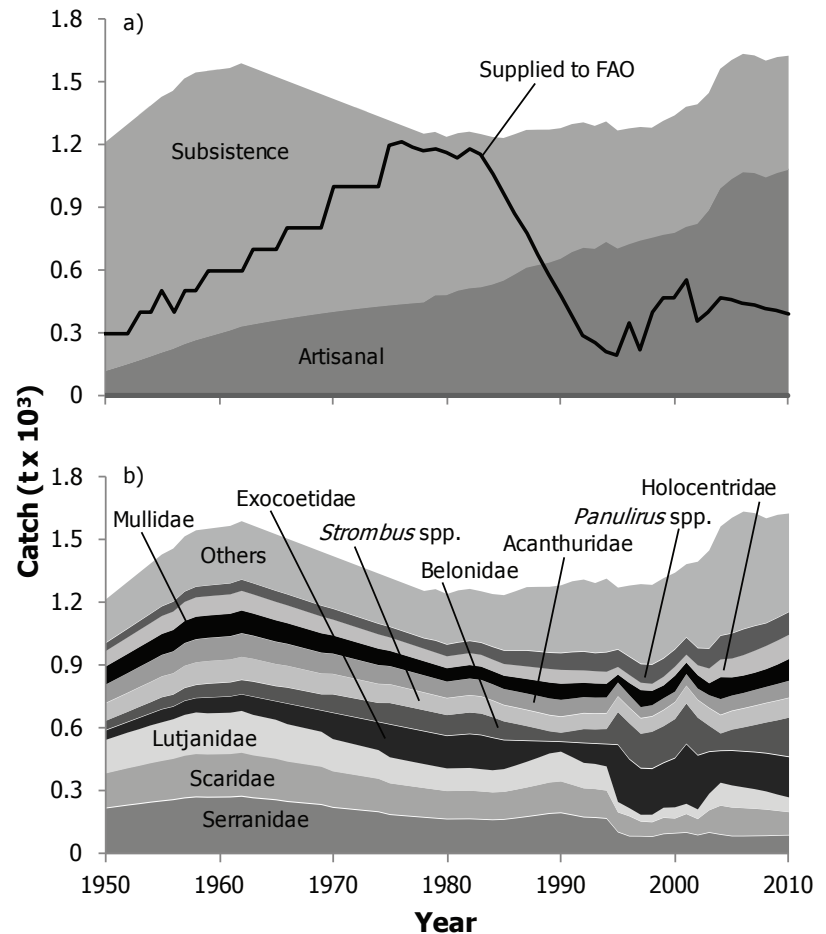 1.8
a)
Supplied to FAO
1.5
1.2
Subsistence
0.9
0.6
0.3
Artisanal
0
Catch (t x 10³)
1.8
b)
Holocentridae
Exocoetidae
Panulirus spp.
Mullidae
Strombus spp.
1.5
Acanthuridae
Others
Belonidae
1.2
0.9
0.6
Lutjanidae
Scaridae
0.3
Serranidae
0
1950 1960 1970 1980 1990 2000 2010
Year